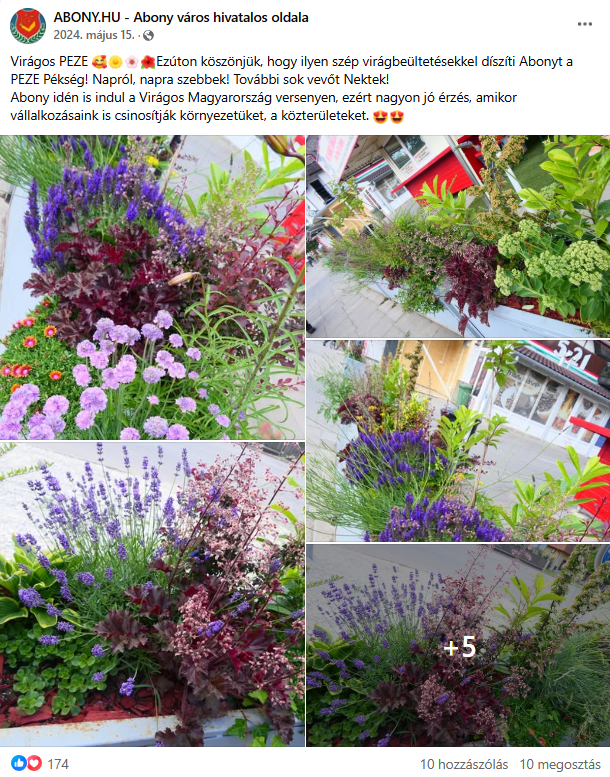 ABONY.HU - Abony város hivatalos oldala
2024. május 15.
Virágos PEZE 🥰🌼🌸🌺Ezúton köszönjük, hogy ilyen szép virágbeültetésekkel díszíti Abonyt a
PEZE Pékség! Napról, napra szebbek! További sok vevőt Nektek!
Abony idén is indul a Virágos Magyarország versenyen, ezért nagyon jó érzés, amikor
vállalkozásaink is csinosítják környezetüket, a közterületeket. 🤩🤩
5-21
+5
174
10 hozzászólás 10 megosztás